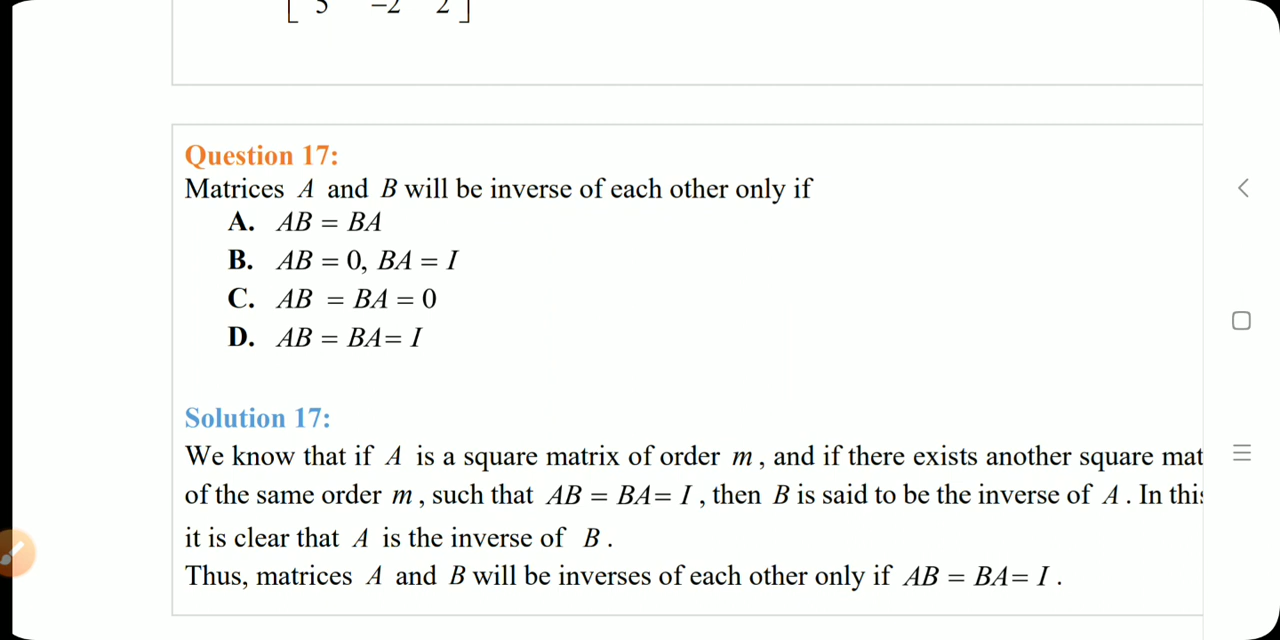 5 −2 2
Question 17:
Matrices A and B will be inverse of each other only if
A. AB = BA
B. AB = 0, BA = I
C. AB = BA = 0
D. AB = BA= I
Solution 17:
We know that if A is a square matrix of order m , and if there exists another square mat
of the same order m , such that AB = BA= I , then B is said to be the inverse of A . In this
it is clear that A is the inverse of B .
Thus, matrices A and B will be inverses of each other only if AB = BA= I .